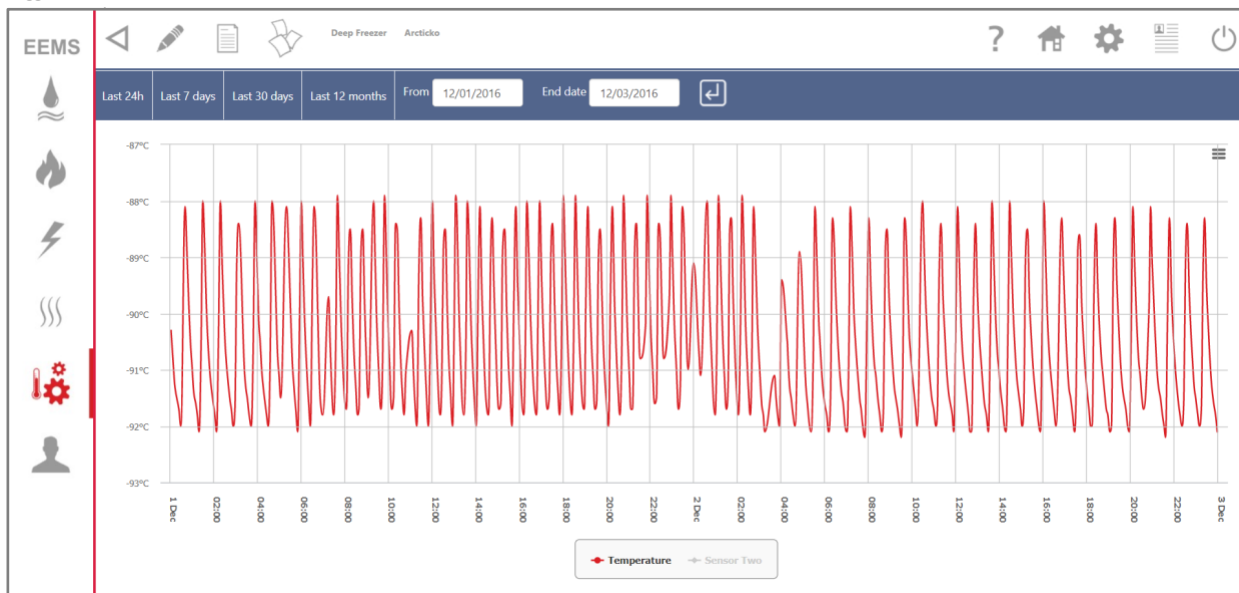 EEMS
Deep Freezer Arcticko
?
Last 24h Last 7 days Last 30 days Last 12 months From 12/01/2016 End date 12/03/2016
-87°C
-88°C
-89°C
-90°C
-91°C
-92°C
-93°C
1 Dec 02:00 04:00 06:00 08:00 10:00 12:00 14:00 16:00 18:00 20:00 22:00 2 Dec 02:00 04:00 06:00 08:00 10:00 12:00 14:00 16:00 18:00 20:00 22:00 3 Dec
Temperature Sensor Two